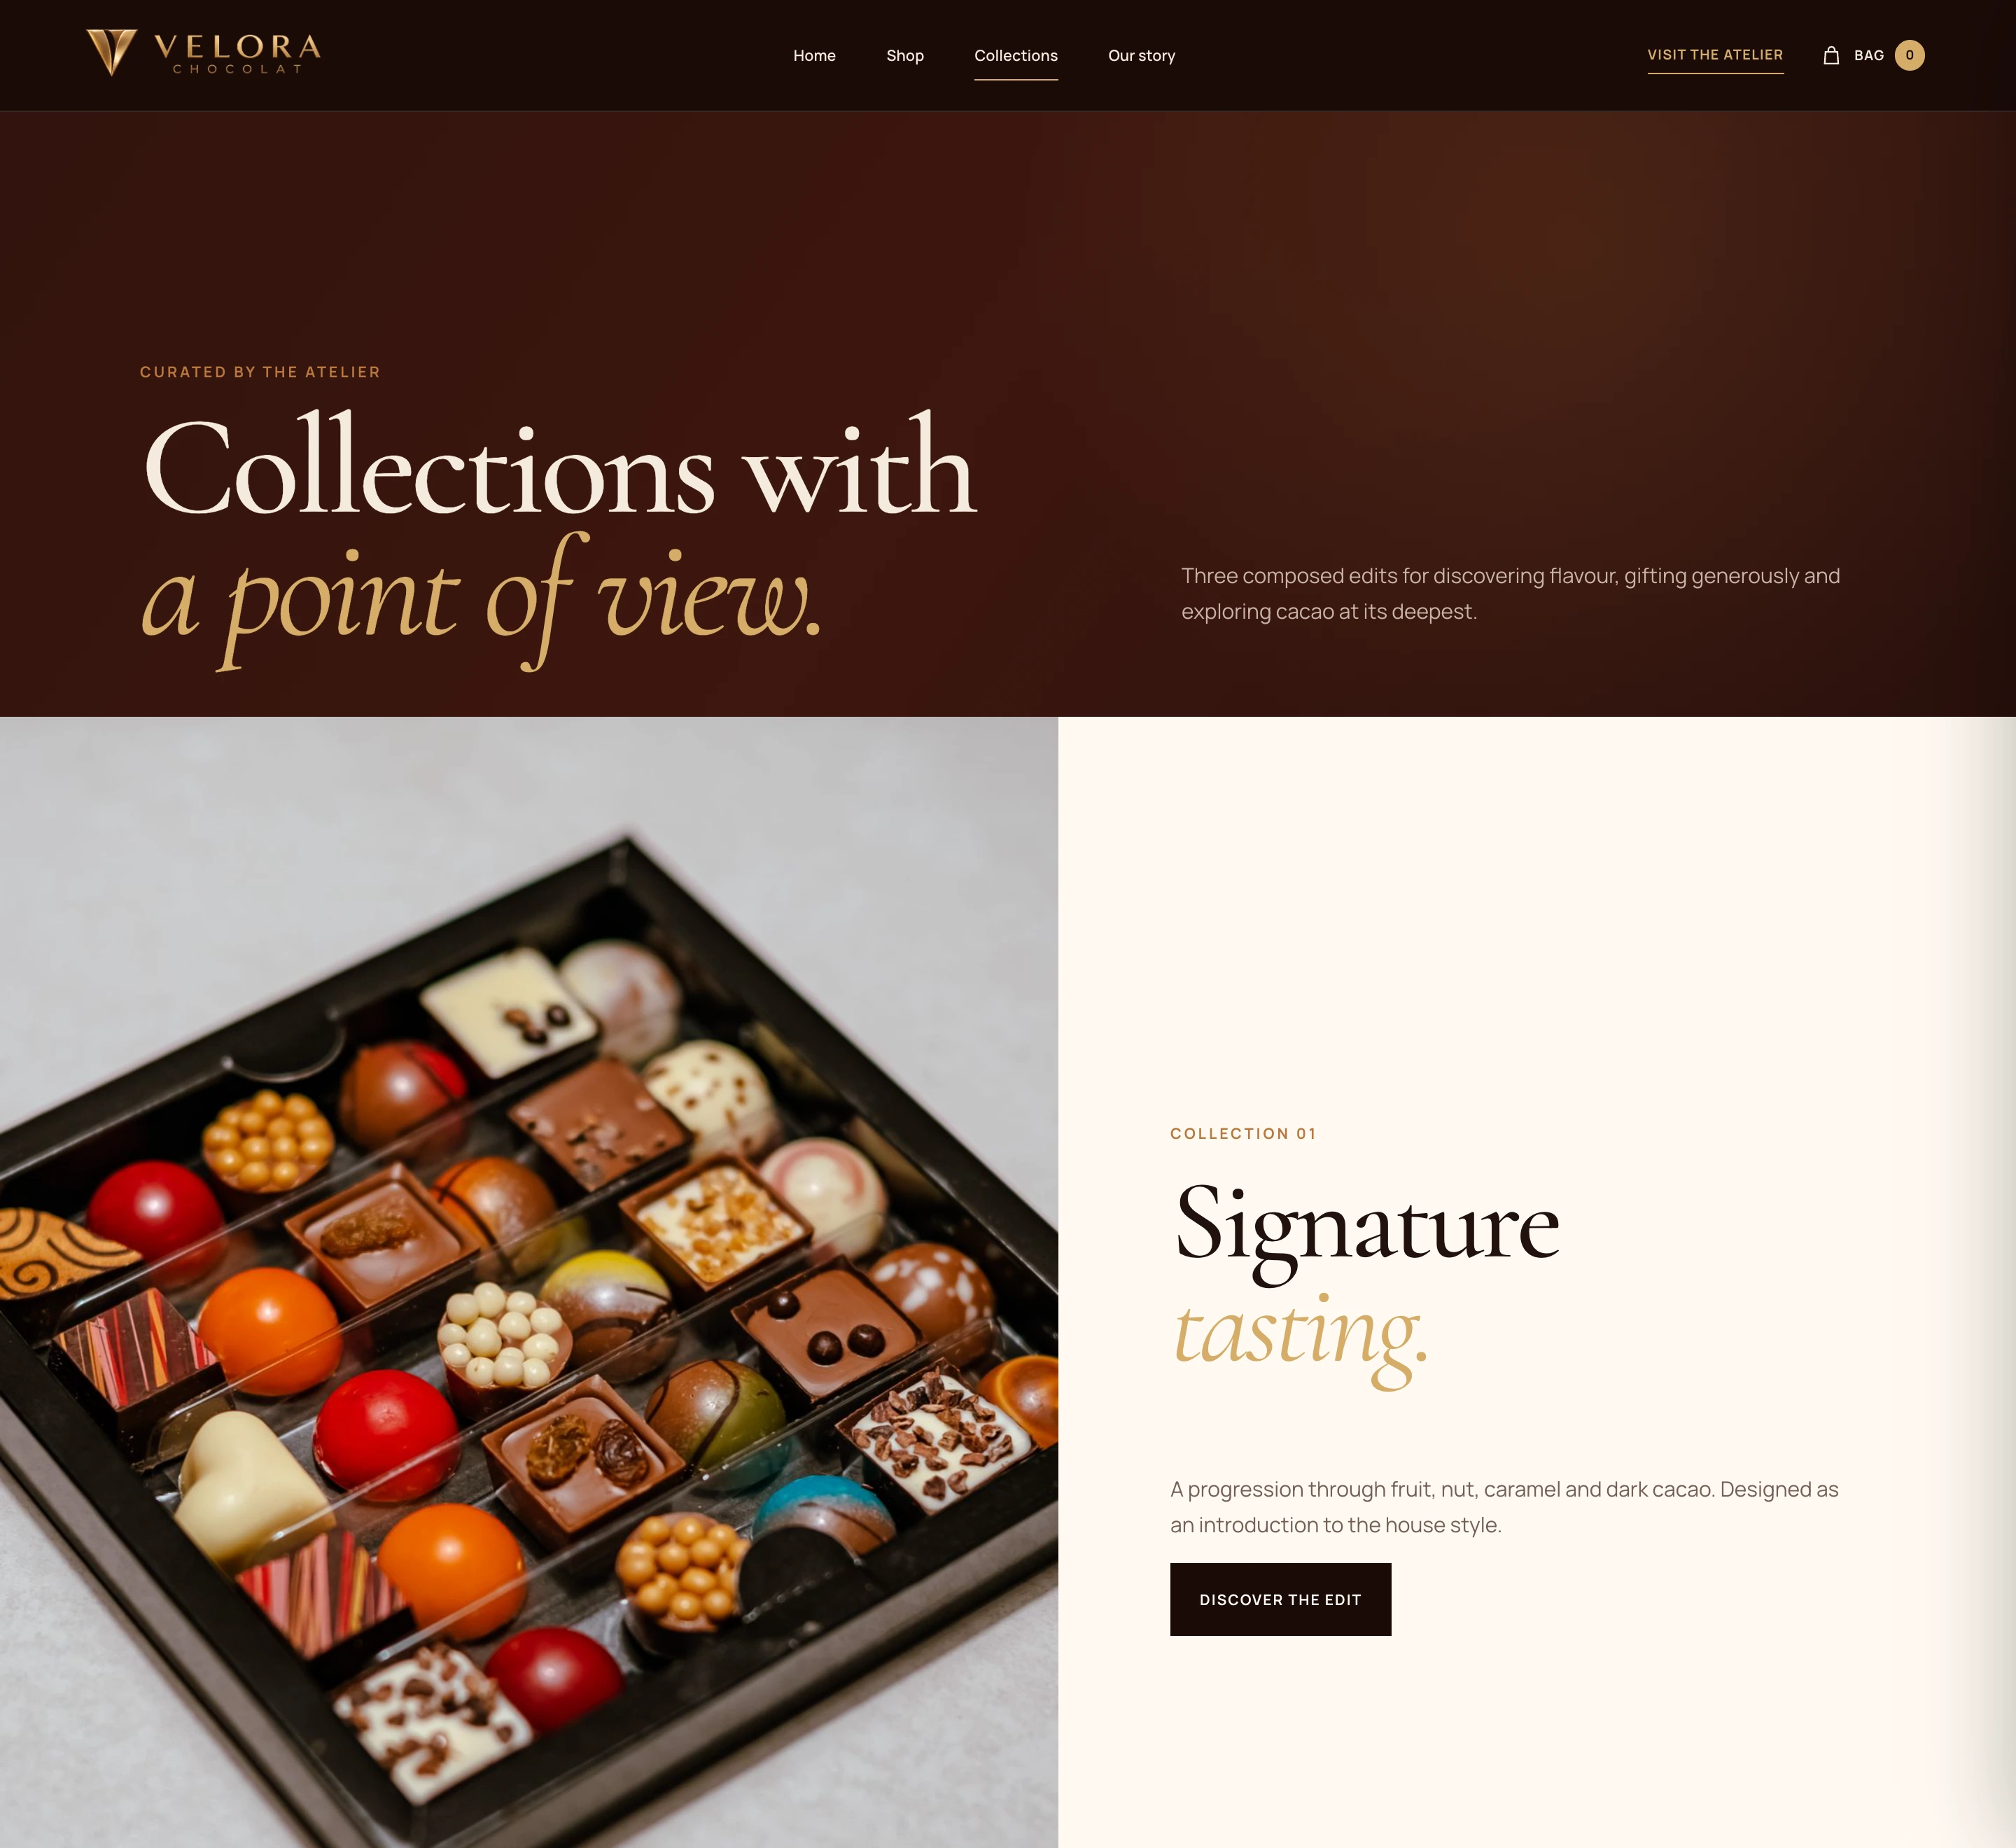 VELORA
CHOCOLAT
Home
Shop
Collections
Our story
VISIT THE ATELIER
BAG
0
CURATED BY THE ATELIER
Collections with
a point of view.
Three composed edits for discovering flavour, gifting generously and
exploring cacao at its deepest.
COLLECTION 01
Signature
tasting.
A progression through fruit, nut, caramel and dark cacao. Designed as
an introduction to the house style.
DISCOVER THE EDIT